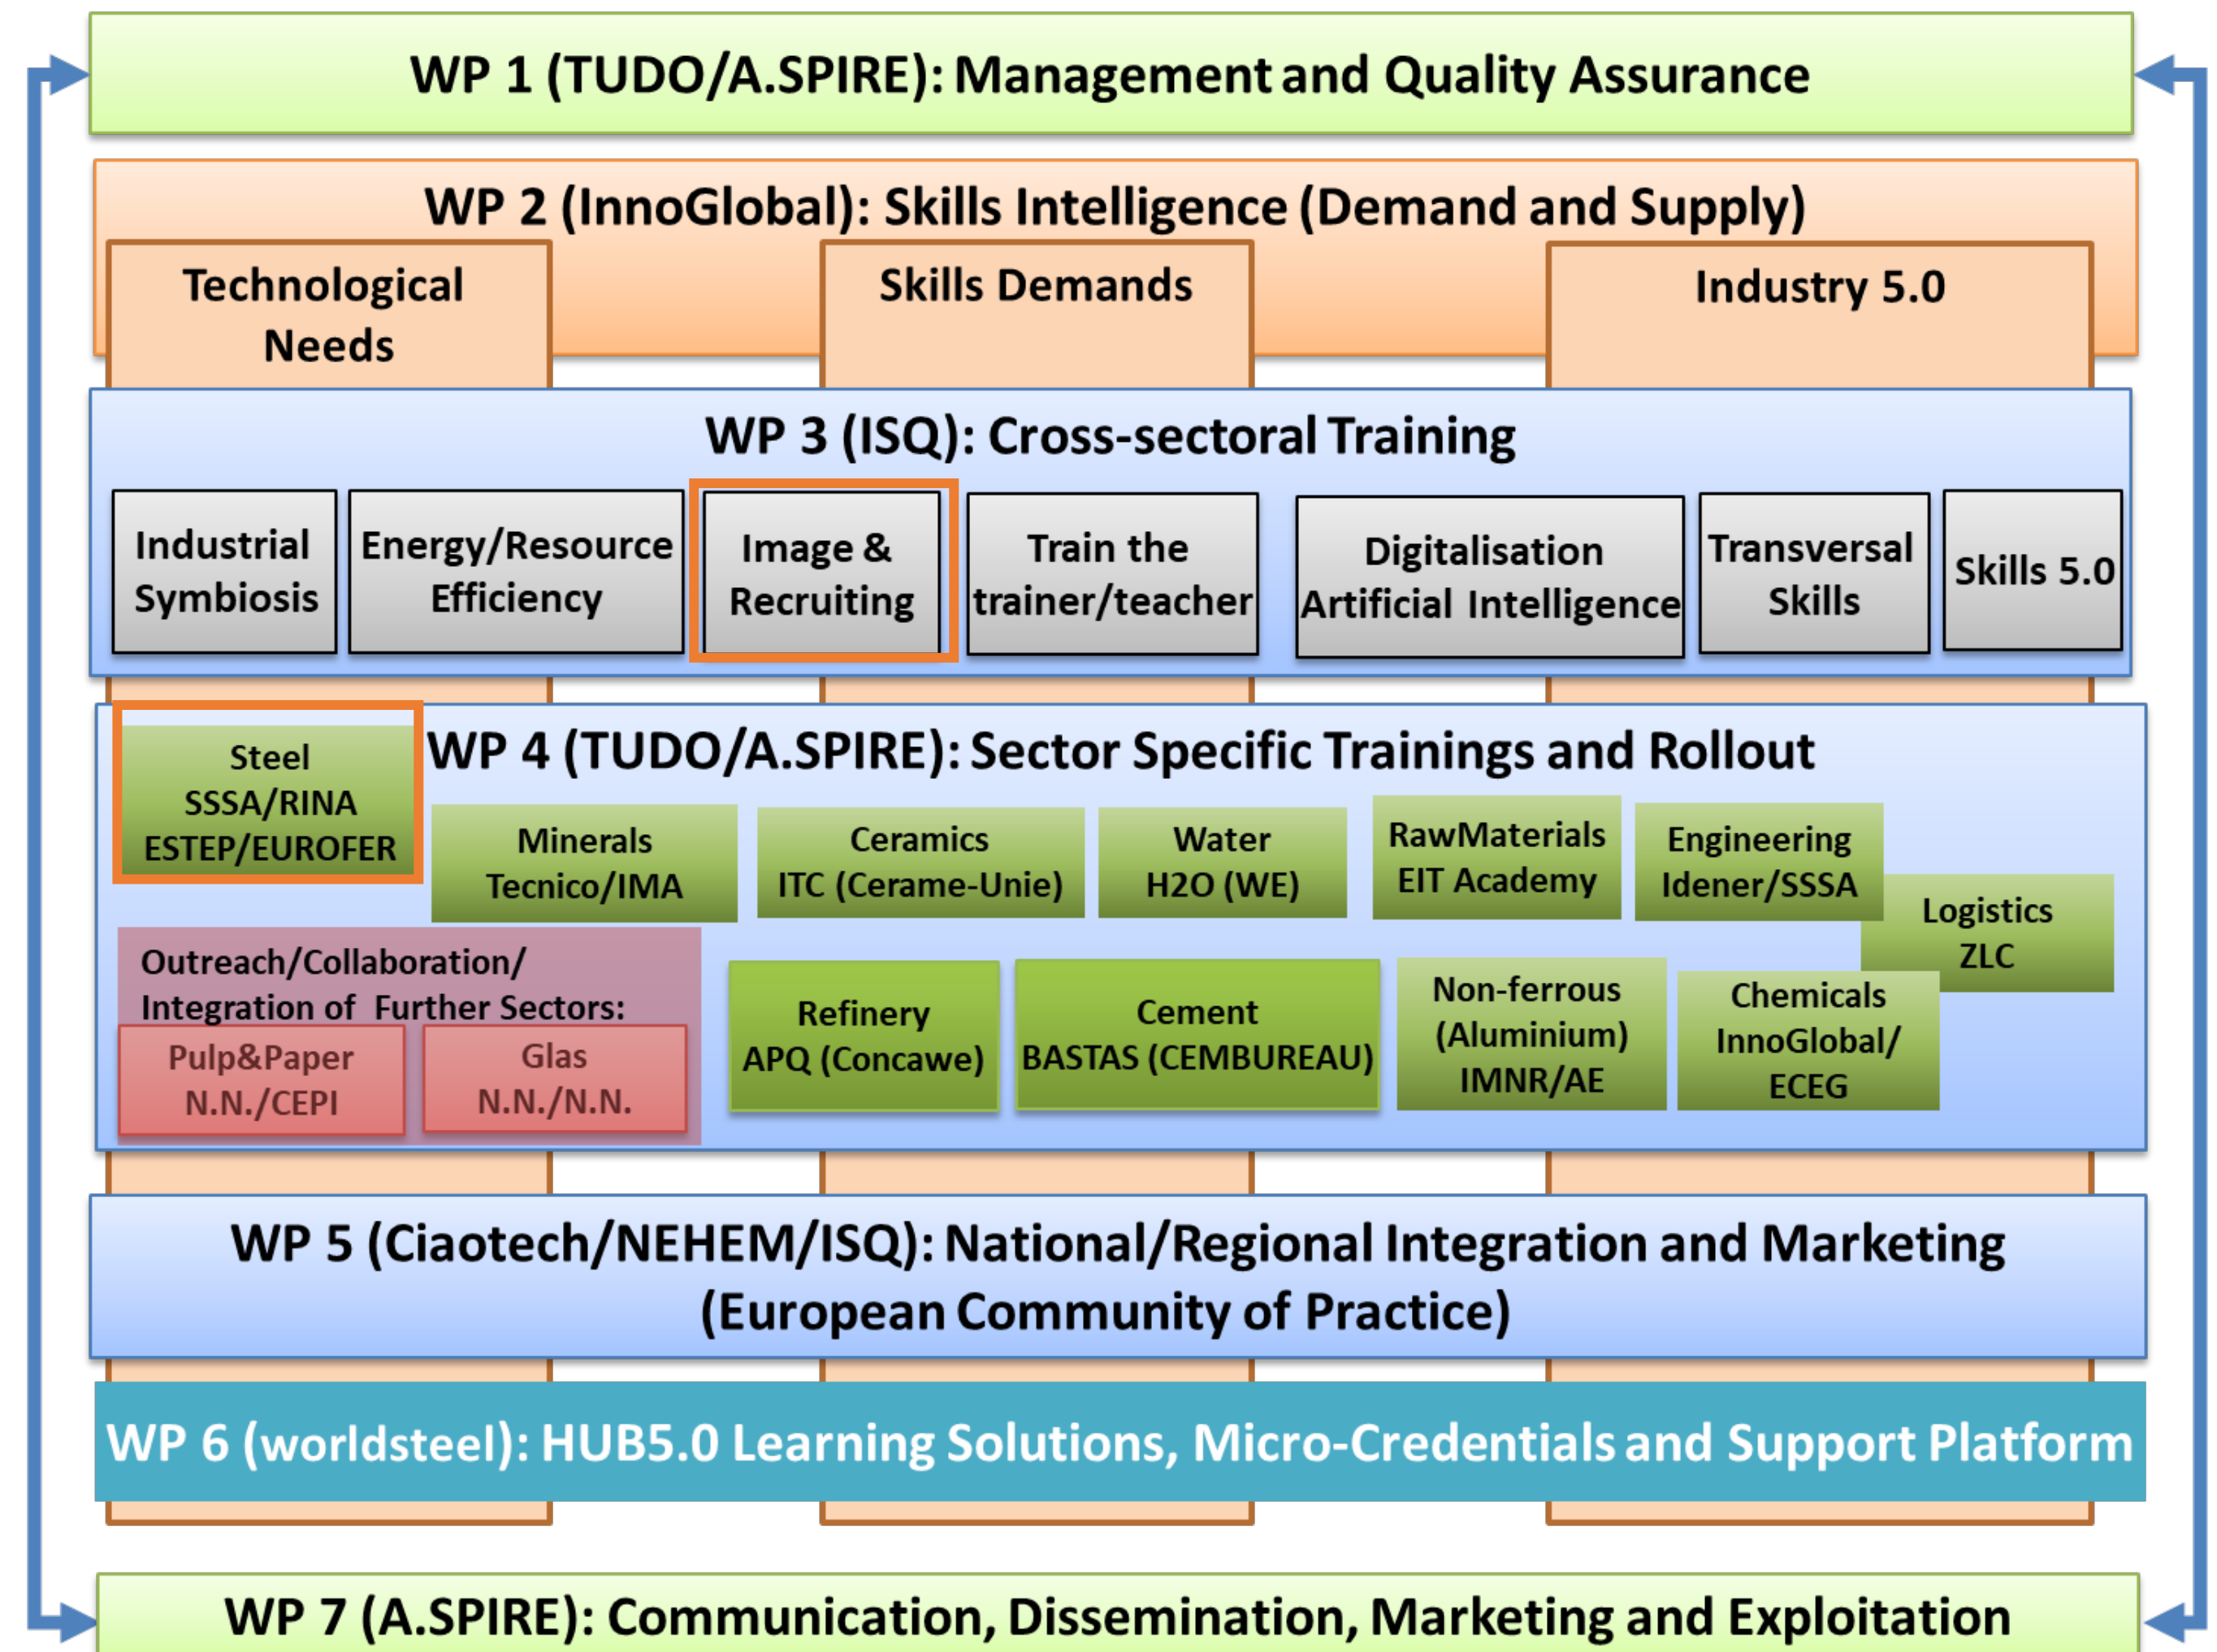 WP 1 (TUDO/A.SPIRE): Management and Quality Assurance
WP 2 (InnoGlobal): Skills Intelligence (Demand and Supply)
Technological
Needs
Skills Demands
Industry 5.0
WP 3 (ISQ): Cross-sectoral Training
Industrial
Symbiosis
Energy/Resource
Efficiency
Image &
Recruiting
Train the
trainer/teacher
Digitalisation
Artificial Intelligence
Transversal
Skills
Skills 5.0
WP 4 (TUDO/A.SPIRE): Sector Specific Trainings and Rollout
Steel
SSSA/RINA
ESTEP/EUROFER
Minerals
Tecnico/IMA
Ceramics
ITC (Cerame-Unie)
Water
H2O (WE)
RawMaterials
EIT Academy
Engineering
Idener/SSSA
Logistics
ZLC
Outreach/Collaboration/
Integration of Further Sectors:
Pulp&Paper
N.N./CEPI
Glas
N.N./N.N.
Refinery
APQ (Concawe)
Cement
BASTAS (CEMBUREAU)
Non-ferrous
(Aluminium)
IMNR/AE
Chemicals
InnoGlobal/
ECEG
WP 5 (Ciaotech/NEHEM/ISQ): National/Regional Integration and Marketing
(European Community of Practice)
WP 6 (worldsteel): HUB5.0 Learning Solutions, Micro-Credentials and Support Platform
WP 7 (A.SPIRE): Communication, Dissemination, Marketing and Exploitation